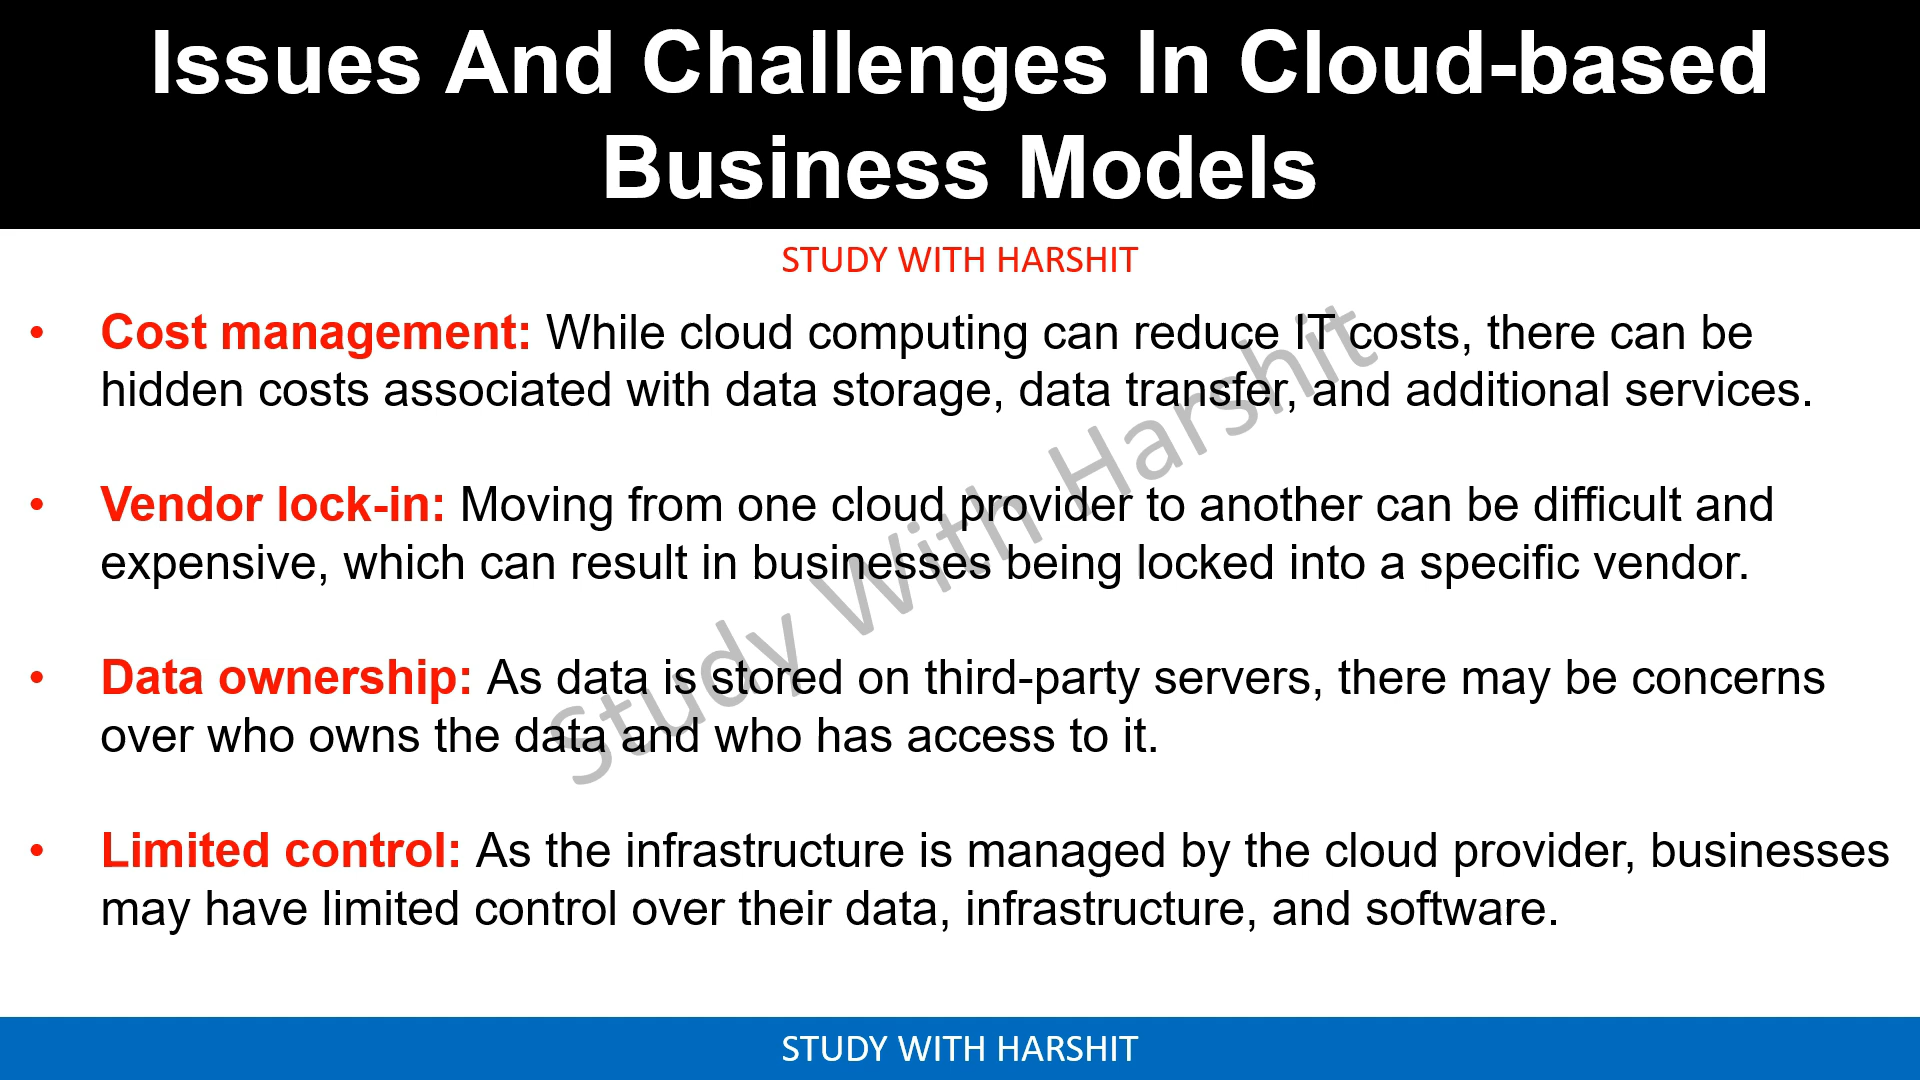 Issues And Challenges In Cloud-based
Business Models
STUDY WITH HARSHIT
• Cost management: While cloud computing can reduce IT costs, there can be
hidden costs associated with data storage, data transfer, and additional services.
• Vendor lock-in: Moving from one cloud provider to another can be difficult and
expensive, which can result in businesses being locked into a specific vendor.
• Data ownership: As data is stored on third-party servers, there may be concerns
over who owns the data and who has access to it.
• Limited control: As the infrastructure is managed by the cloud provider, businesses
may have limited control over their data, infrastructure, and software.
Study With Harshit
STUDY WITH HARSHIT